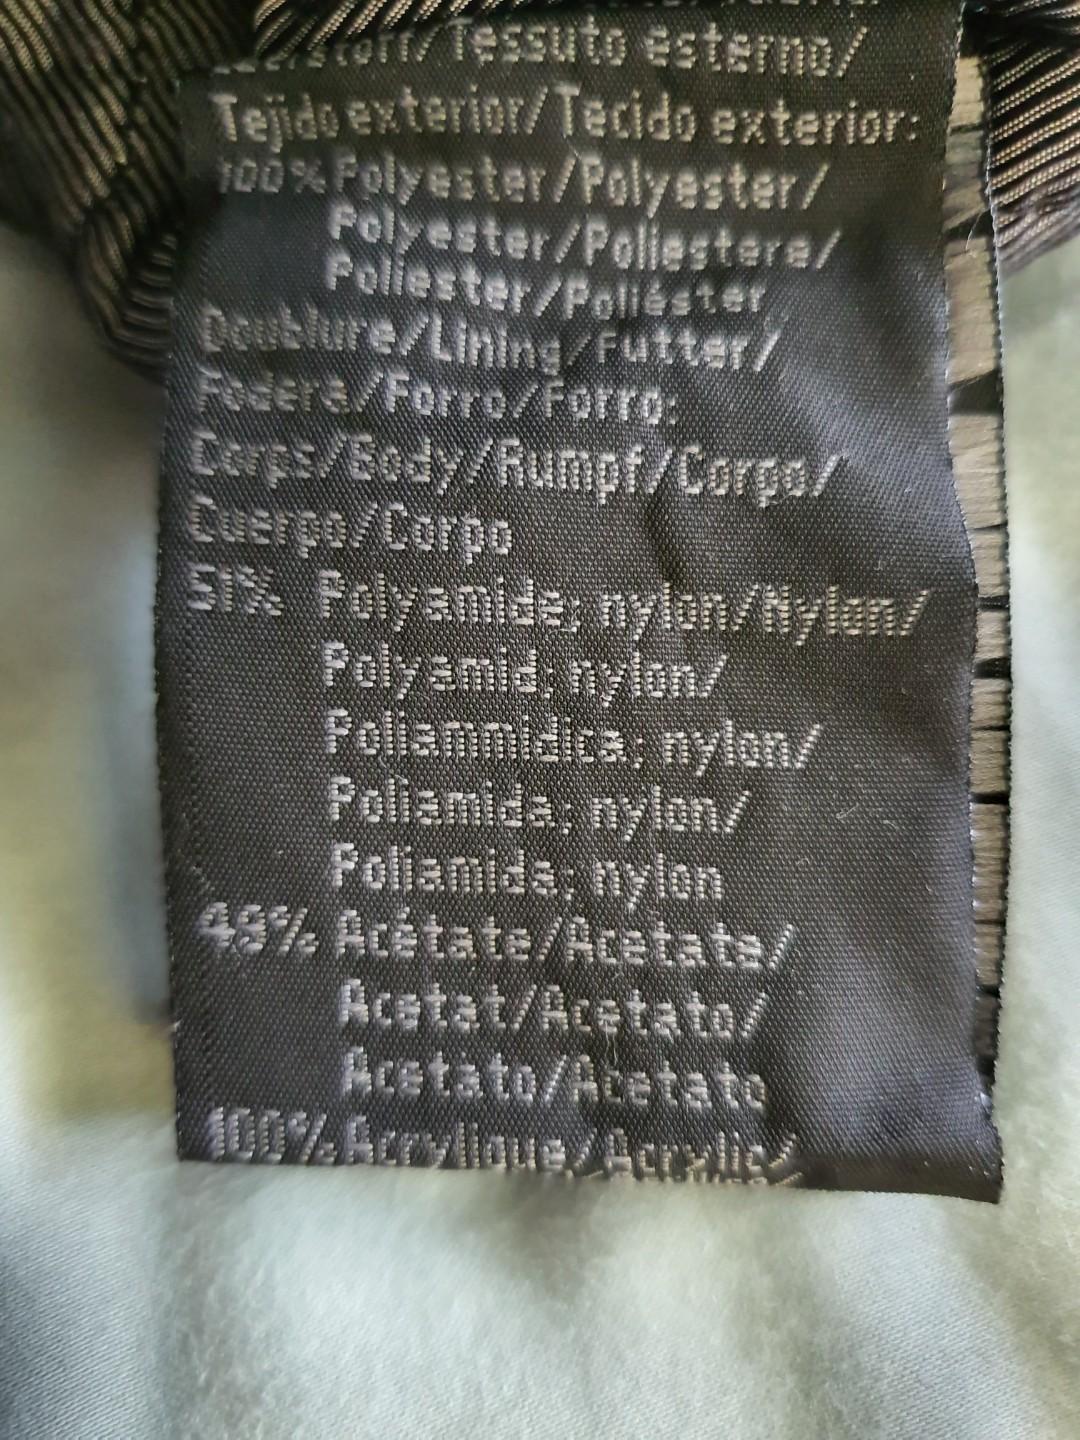 Tessuto esterno/
Tejido exterior/Tecido exterior:
100% Polyester/Polyester/
Polyester/Poliestere/
Poliester/Poliéster
Doublure/Lining/Futter/
Fodera/Forro/Forro:
Corps/Body/Rumpf/Corpo/
Cuerpo/Corpo
51% Polyamide; nylon/Nylon/
Polyamid; nylon/
Poliammidica; nylon/
Poliamida; nylon/
Poliamida; nylon
49% Acétate/Acetate/
Acetat/Acetato/
Acetato/Acetato
100% Acrylique/Acrylic/